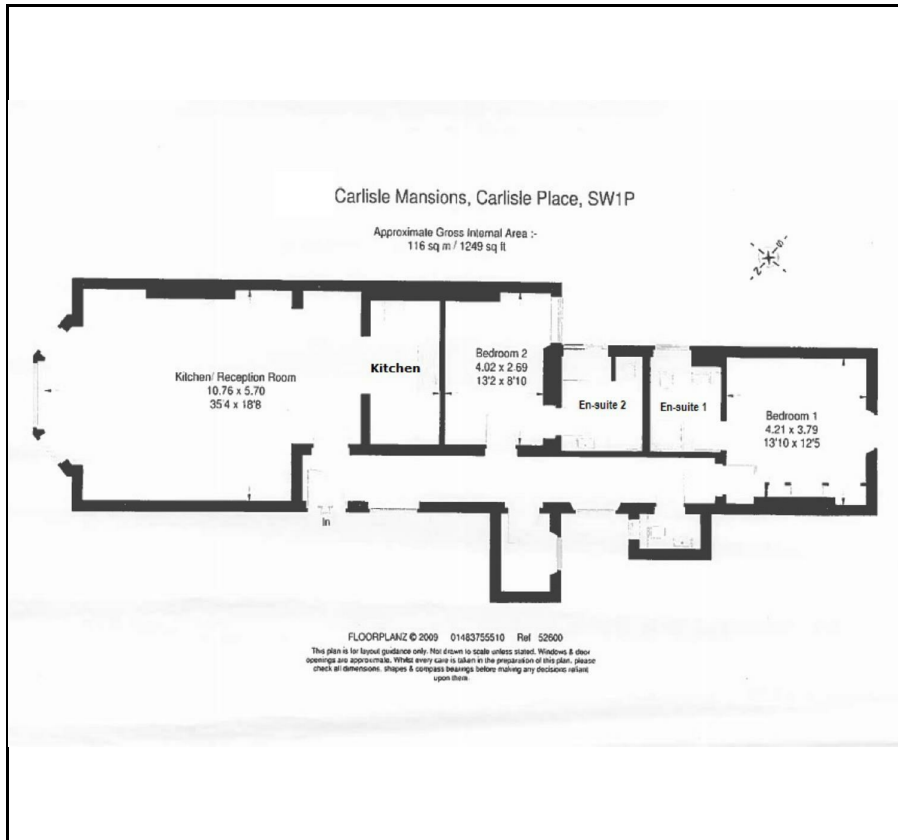 Carlisle Mansions, Carlisle Place, SW1P
Approximate Gross Internal Area :-
116 sq m / 1249 sq ft
Kitchen/ Reception Room
10.76 x 5.70
35'4 x 18'8
Kitchen
Bedroom 2
4.02 x 2.69
13'2 x 8'10
En-suite 2
En-suite 1
Bedroom 1
4.21 x 3.79
13'10 x 12'5
In
FLOORPLANZ © 2009 01483755510 Ref 52600
This plan is for layout guidance only. Not drawn to scale unless stated. Windows & door
openings are approximate. Whilst every care is taken in the preparation of this plan, please
check all dimensions, shapes & compass bearings before making any decisions reliant
upon them.